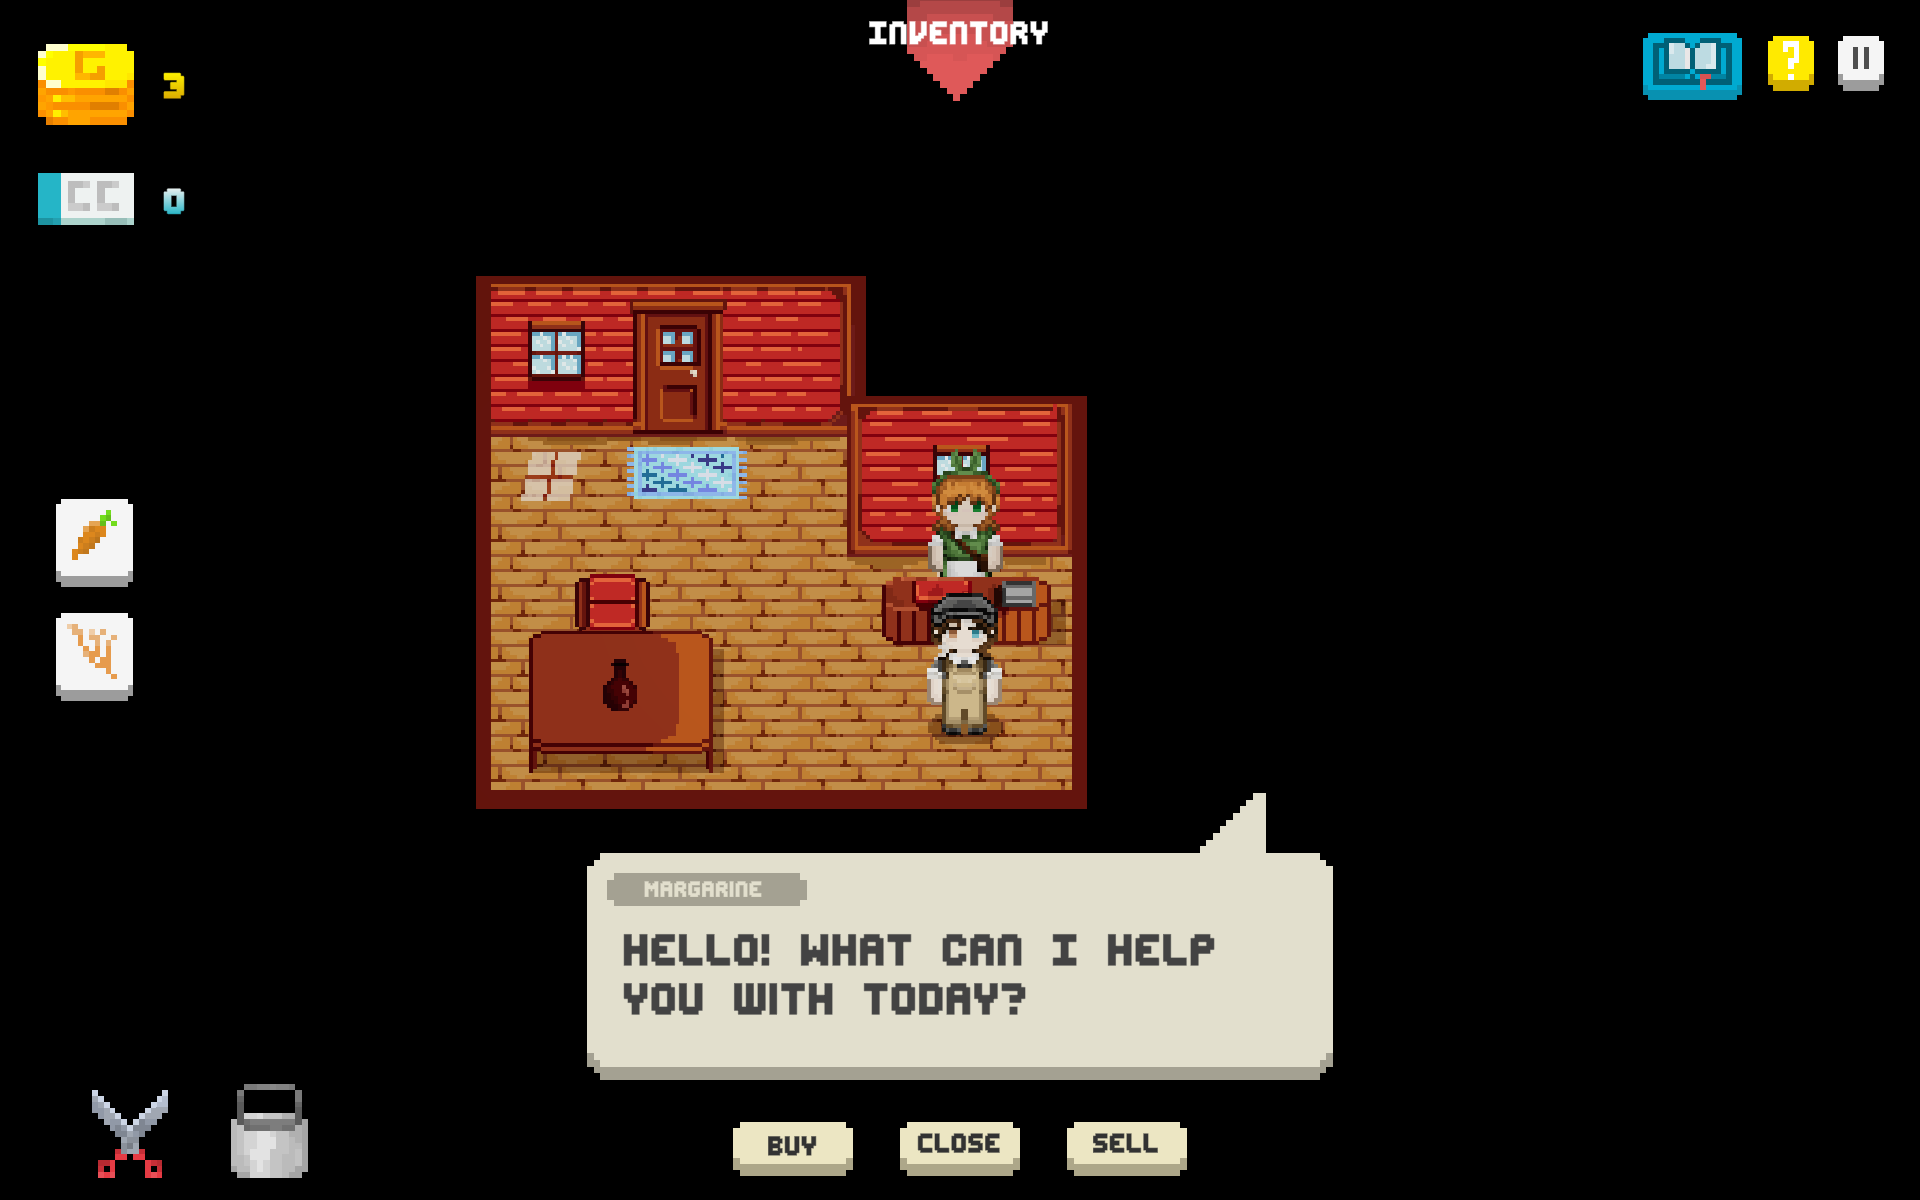 INVENTORY
G 3
?
CC 0
MARGARINE
HELLO! WHAT CAN I HELP
YOU WITH TODAY?
BUY CLOSE SELL